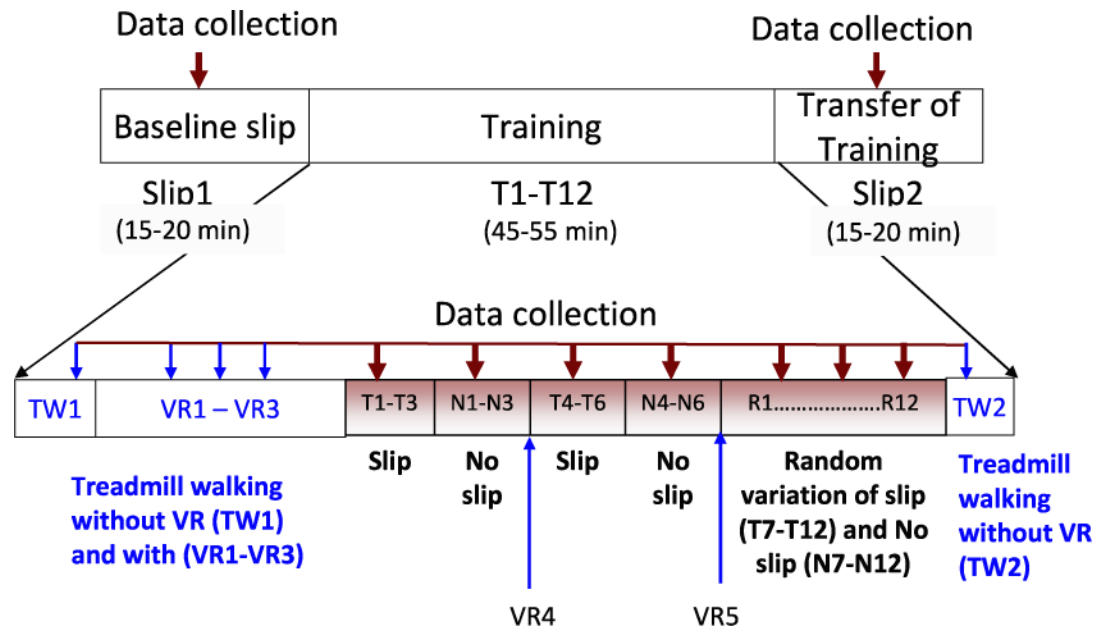 Data collection
Data collection
Baseline slip
Training
Transfer of
Training
Slip1
(15-20 min)
T1-T12
(45-55 min)
Slip2
(15-20 min)
Data collection
TW1
VR1 – VR3
T1-T3
N1-N3
T4-T6
N4-N6
R1……………….R12
TW2
Treadmill walking
without VR (TW1)
and with (VR1-VR3)
Slip
No
slip
Slip
No
slip
Random
variation of slip
(T7-T12) and No
slip (N7-N12)
Treadmill
walking
without VR
(TW2)
VR4
VR5